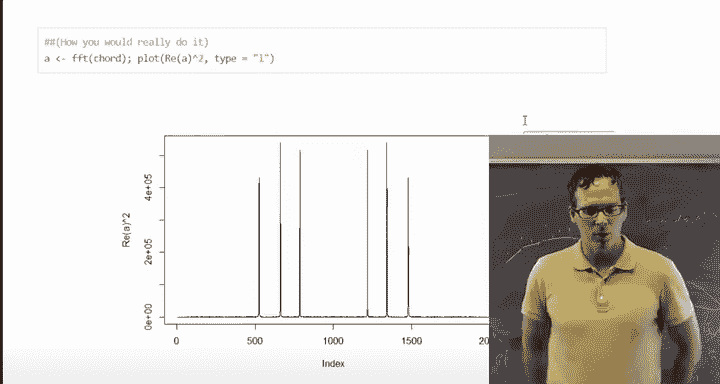 ##(How you would really do it)
a <- fft(chord); plot(Re(a)^2, type = "l")
Re(a)^2
4e+05
2e+05
0e+00
0 500 1000 1500
Index